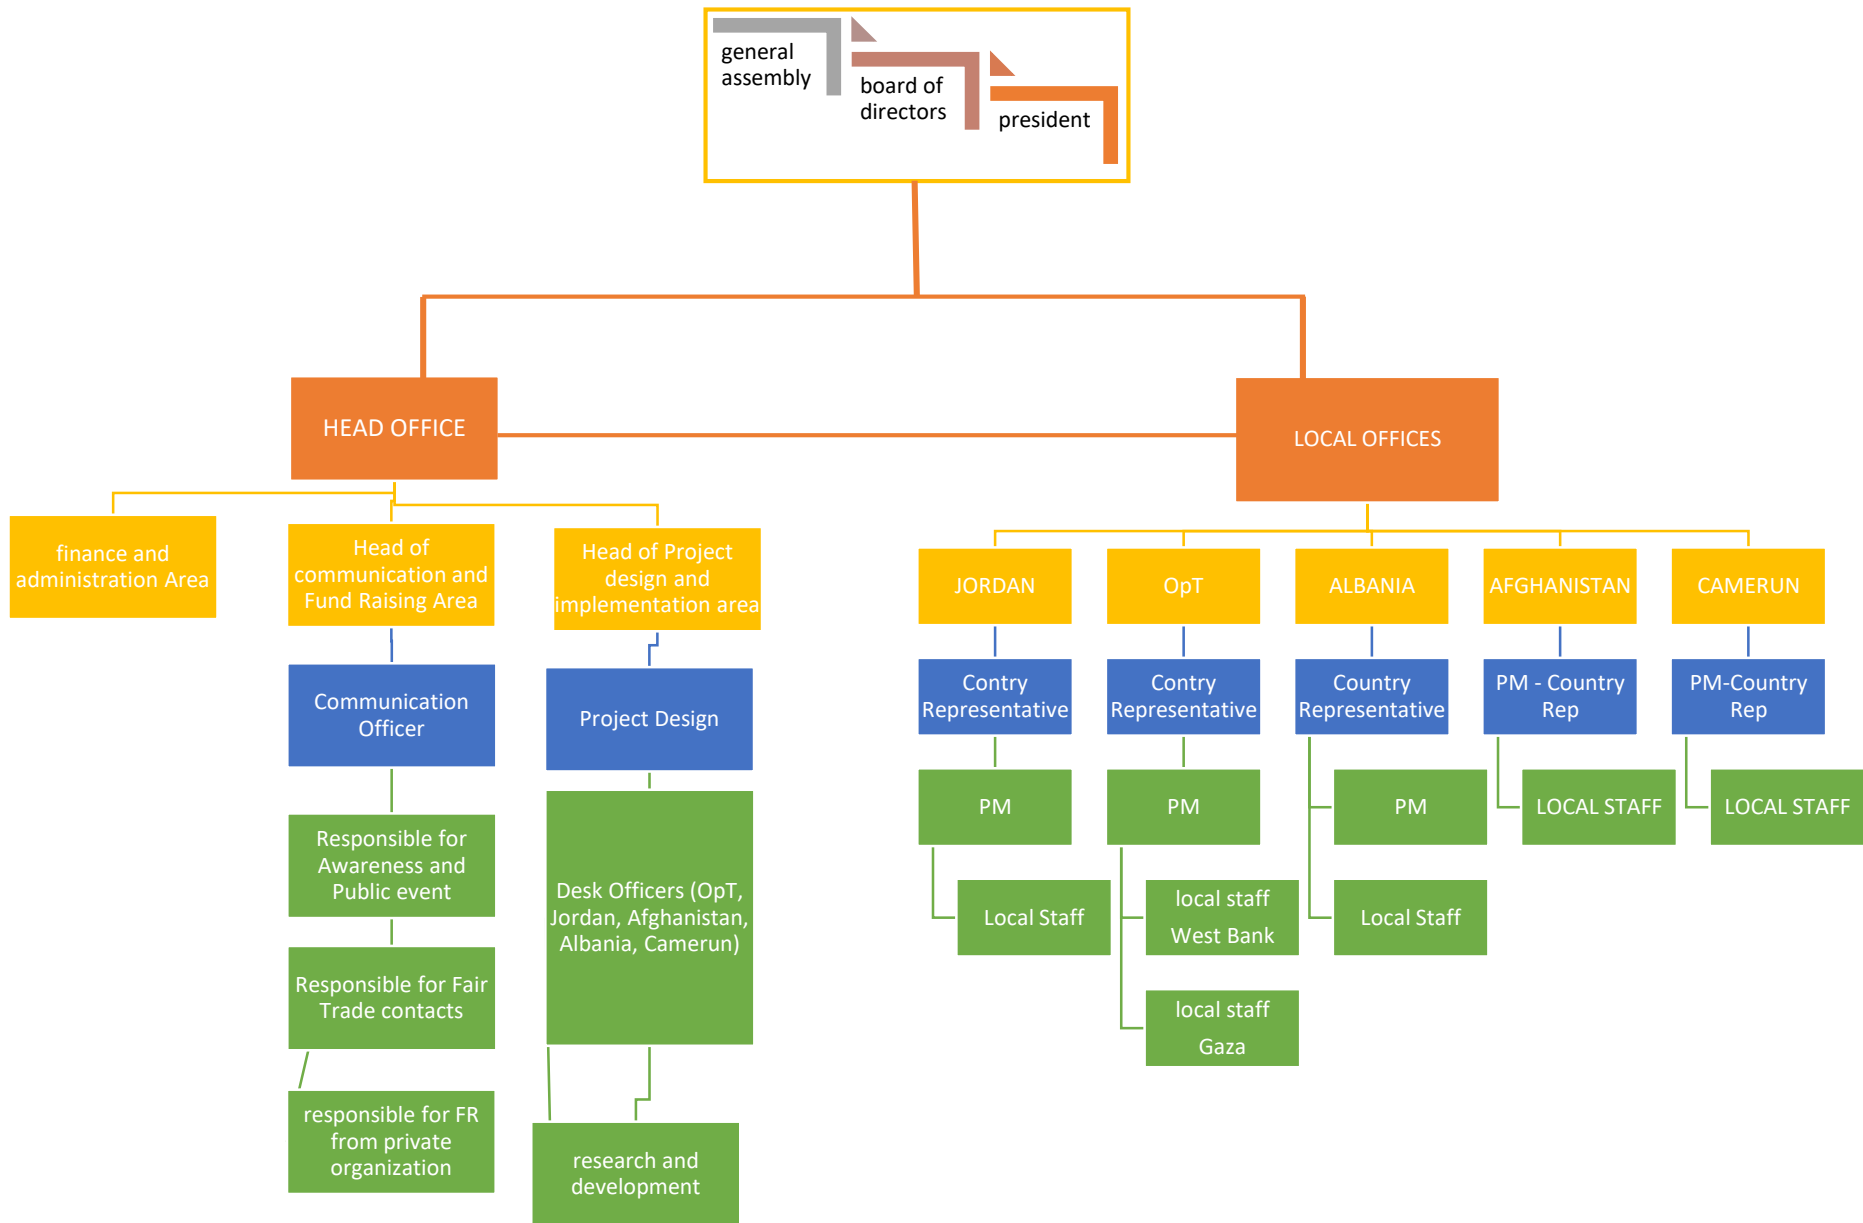 general
assembly
board of
directors
president
HEAD OFFICE
LOCAL OFFICES
finance and
administration Area
Head of
communication and
Fund Raising Area
Head of Project
design and
implementation area
Communication
Officer
Project Design
Responsible for
Awareness and
Public event
Desk Officers (OpT,
Jordan, Afghanistan,
Albania, Camerun)
Responsible for Fair
Trade contacts
responsible for FR
from private
organization
research and
development
JORDAN
OpT
ALBANIA
AFGHANISTAN
CAMERUN
Contry
Representative
Contry
Representative
Country
Representative
PM - Country
Rep
PM-Country
Rep
PM
PM
PM
LOCAL STAFF
LOCAL STAFF
Local Staff
local staff
West Bank
Local Staff
local staff
Gaza